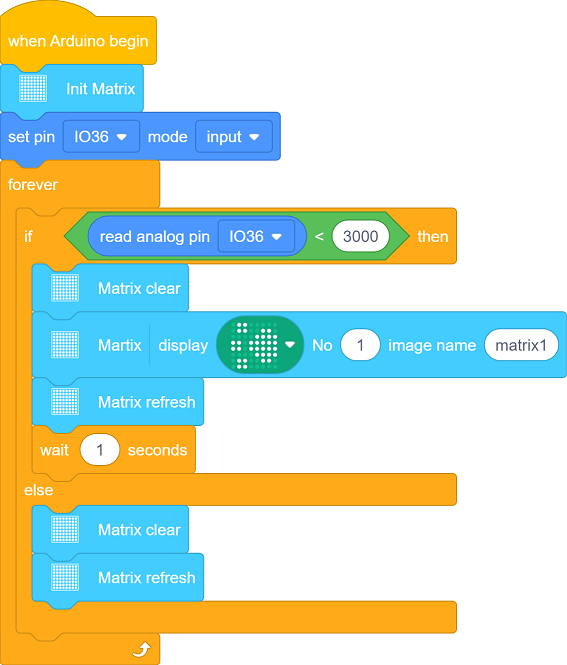 when Arduino begin
Init Matrix
set pin IO36 mode input
forever
if read analog pin IO36 < 3000 then
Matrix clear
Martix display No 1 image name matrix1
Matrix refresh
wait 1 seconds
else
Matrix clear
Matrix refresh